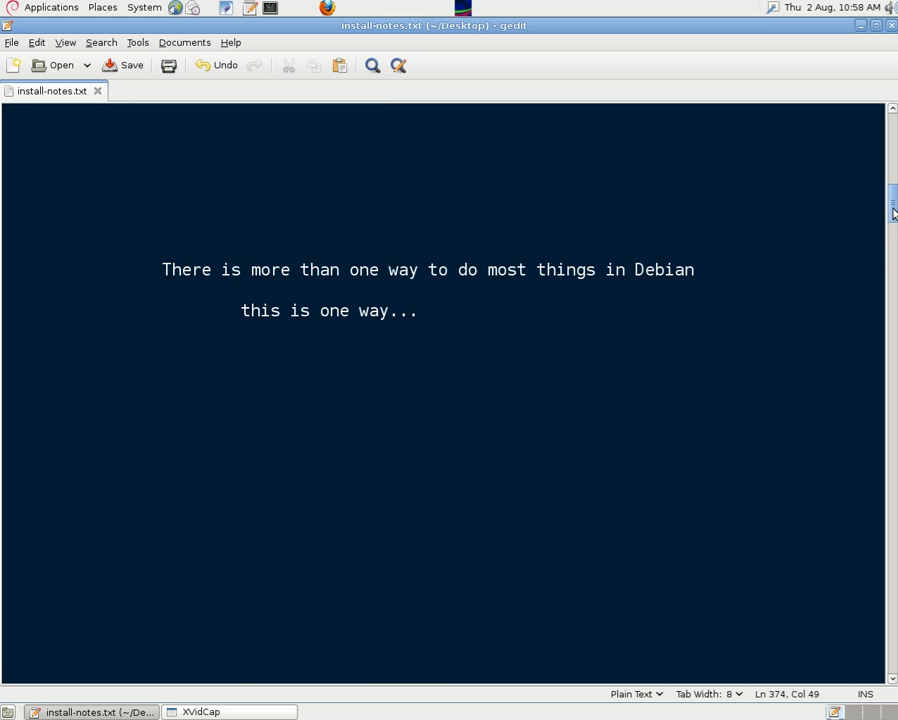 Applications Places System Thu 2 Aug, 10:58 AM
install-notes.txt (~/Desktop) - gedit
File Edit View Search Tools Documents Help
Open Save Undo
install-notes.txt
There is more than one way to do most things in Debian
this is one way...
Plain Text Tab Width: 8 Ln 374, Col 49 INS
install-notes.txt (~/De... XVidCap